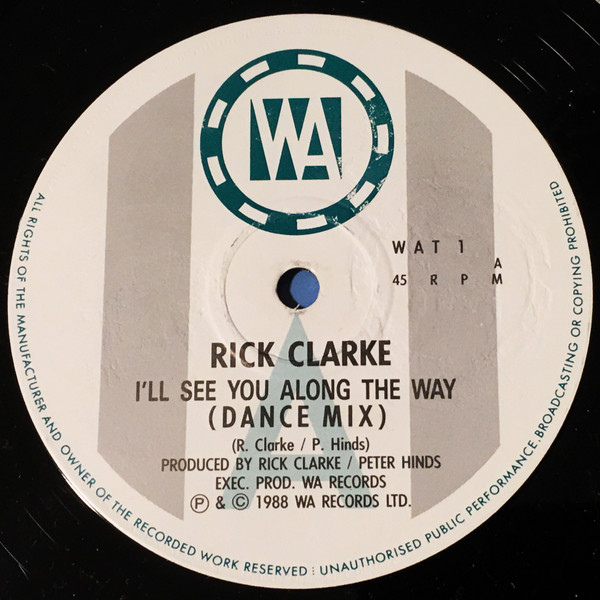 WA
WAT 1
A
45 RPM
RICK CLARKE
I'LL SEE YOU ALONG THE WAY
(DANCE MIX)
(R. Clarke / P. Hinds)
PRODUCED BY RICK CLARKE / PETER HINDS
EXEC. PROD. WA RECORDS
Ⓟ & © 1988 WA RECORDS LTD.
ALL RIGHTS OF THE MANUFACTURER AND OWNER OF THE RECORDED WORK RESERVED : UNAUTHORISED PUBLIC PERFORMANCE. BROADCASTING OR COPYING PROHIBITED